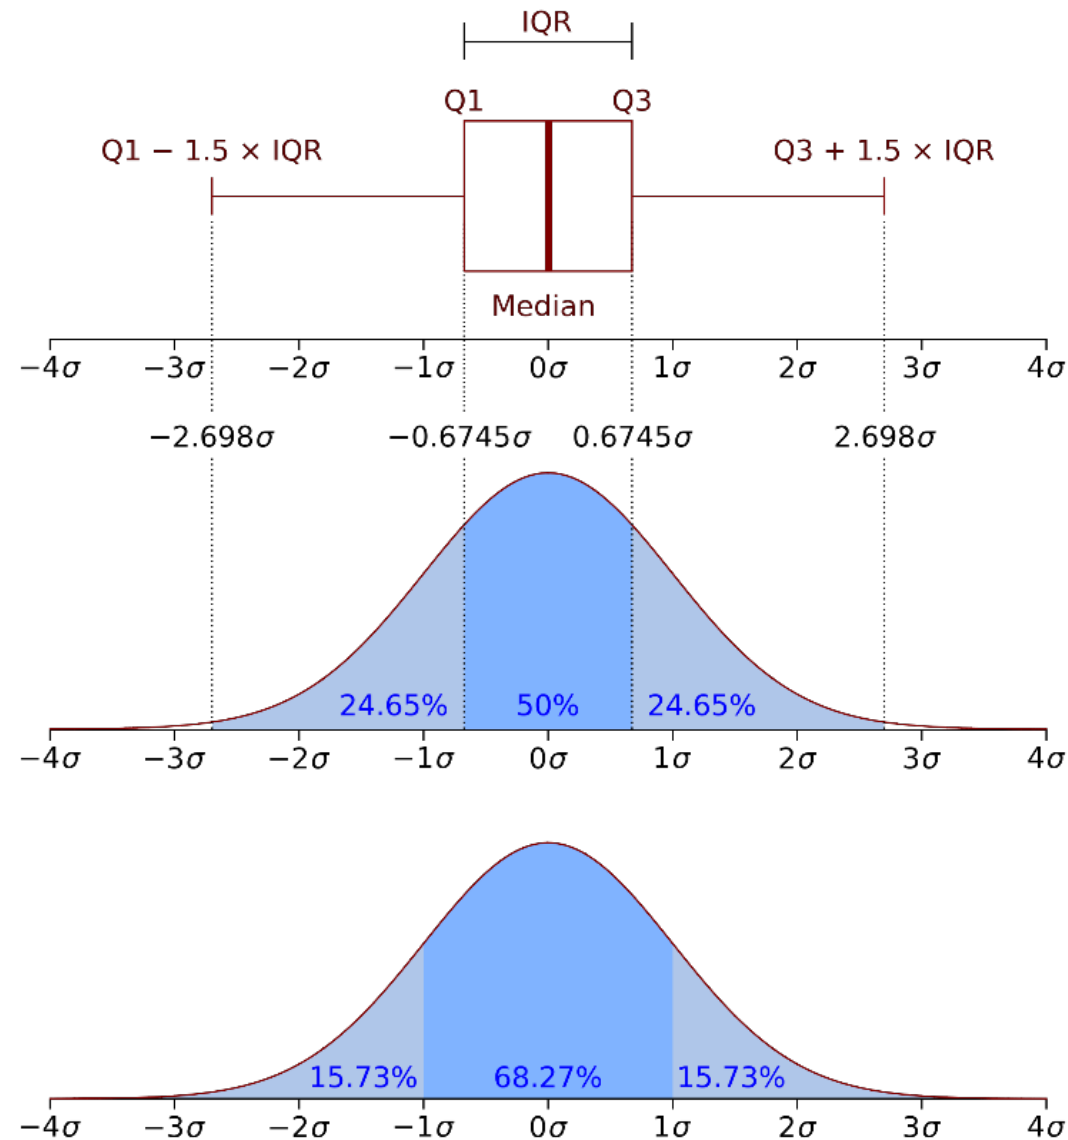 IQR
Q1 Q3
Q1 − 1.5 × IQR Q3 + 1.5 × IQR
Median
−4σ −3σ −2σ −1σ 0σ 1σ 2σ 3σ 4σ
−2.698σ −0.6745σ 0.6745σ 2.698σ
24.65% 50% 24.65%
−4σ −3σ −2σ −1σ 0σ 1σ 2σ 3σ 4σ
15.73% 68.27% 15.73%
−4σ −3σ −2σ −1σ 0σ 1σ 2σ 3σ 4σ